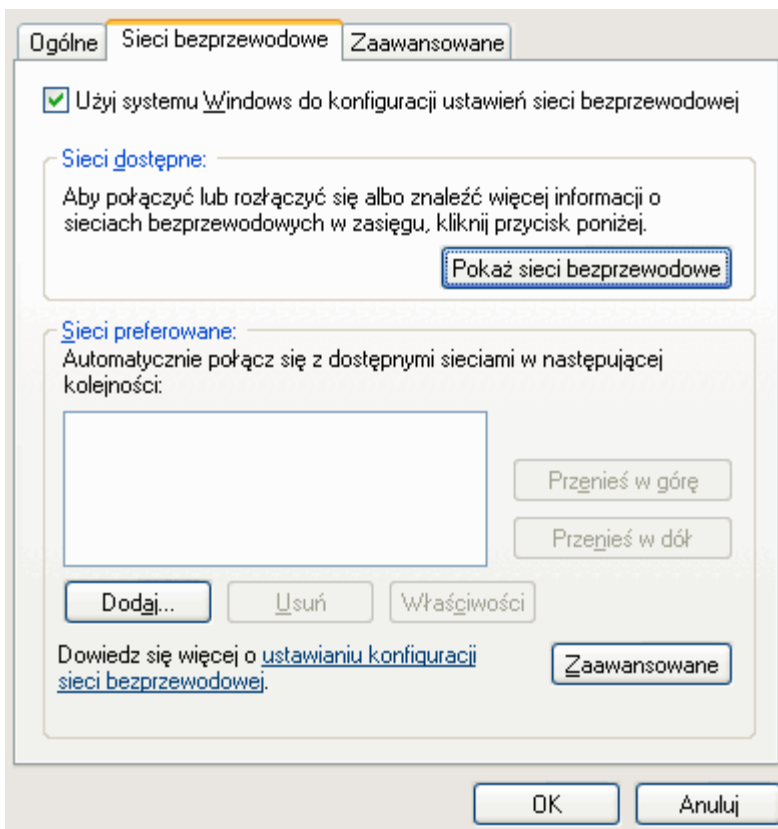 Ogólne
Sieci bezprzewodowe
Zaawansowane
Użyj systemu Windows do konfiguracji ustawień sieci bezprzewodowej
Sieci dostępne:
Aby połączyć lub rozłączyć się albo znaleźć więcej informacji o
sieciach bezprzewodowych w zasięgu, kliknij przycisk poniżej.
Pokaż sieci bezprzewodowe
Sieci preferowane:
Automatycznie połącz się z dostępnymi sieciami w następującej
kolejności:
Przenieś w górę
Przenieś w dół
Dodaj...
Usuń
Właściwości
Dowiedz się więcej o ustawianiu konfiguracji
sieci bezprzewodowej.
Zaawansowane
OK
Anuluj